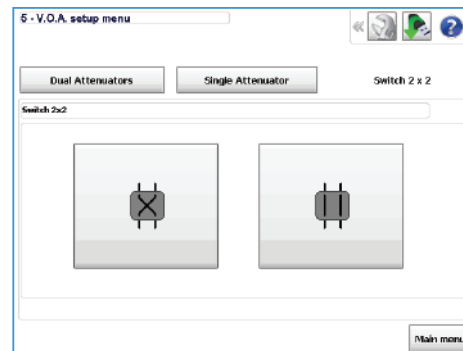 5 - V.O.A. setup menu
Dual Attenuators Single Attenuator Switch 2 x 2
Switch 2x2
Main menu